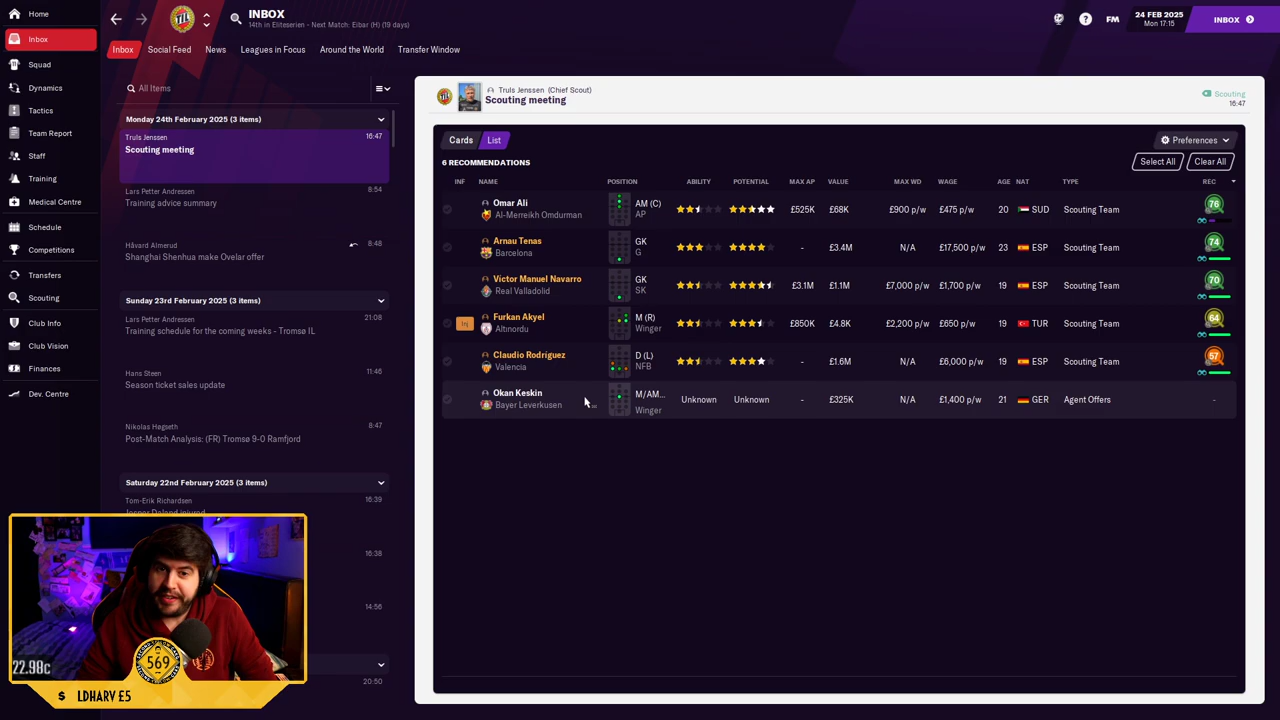 Home
Inbox
Squad
Dynamics
Tactics
Team Report
Staff
Training
Medical Centre
Schedule
Competitions
Transfers
Scouting
Club Info
Club Vision
Finances
Dev. Centre
INBOX
14th in Eliteserien - Next Match: Eibar (H) (19 days)
FM
24 FEB 2025
Mon 17:15
INBOX
Inbox Social Feed News Leagues in Focus Around the World Transfer Window
All Items
Monday 24th February 2025 (3 items)
Truls Jenssen 16:47
Scouting meeting
Lars Petter Andressen 8:54
Training advice summary
Håvard Almerud 8:48
Shanghai Shenhua make Ovelar offer
Sunday 23rd February 2025 (3 items)
Lars Petter Andressen 21:08
Training schedule for the coming weeks - Tromsø IL
Hans Steen 11:46
Season ticket sales update
Nikolas Høgseth 8:47
Post-Match Analysis: (FR) Tromsø 9-0 Ramfjord
Saturday 22nd February 2025 (3 items)
Tom-Erik Richardsen 16:39
16:38
14:56
20:50
Truls Jenssen (Chief Scout)
Scouting meeting
Scouting
16:47
Cards List
Preferences
6 RECOMMENDATIONS
Select All Clear All
INF NAME POSITION ABILITY POTENTIAL MAX AP VALUE MAX WD WAGE AGE NAT TYPE REC
Omar Ali AM (C) £525K £68K £900 p/w £475 p/w 20 SUD Scouting Team 76
Al-Merreikh Omdurman AP
Arnau Tenas GK - £3.4M N/A £17,500 p/w 23 ESP Scouting Team 74
Barcelona G
Víctor Manuel Navarro GK £3.1M £1.1M £7,000 p/w £1,700 p/w 19 ESP Scouting Team 70
Real Valladolid SK
Inj Furkan Akyel M (R) £850K £4.8K £2,200 p/w £650 p/w 19 TUR Scouting Team 64
Altınordu Winger
Claudio Rodríguez D (L) - £1.6M N/A £6,000 p/w 19 ESP Scouting Team 57
Valencia NFB
Okan Keskin M/AM... Unknown Unknown - £325K N/A £1,400 p/w 21 GER Agent Offers -
Bayer Leverkusen Winger
22.98c
569
$ LDHARV £5